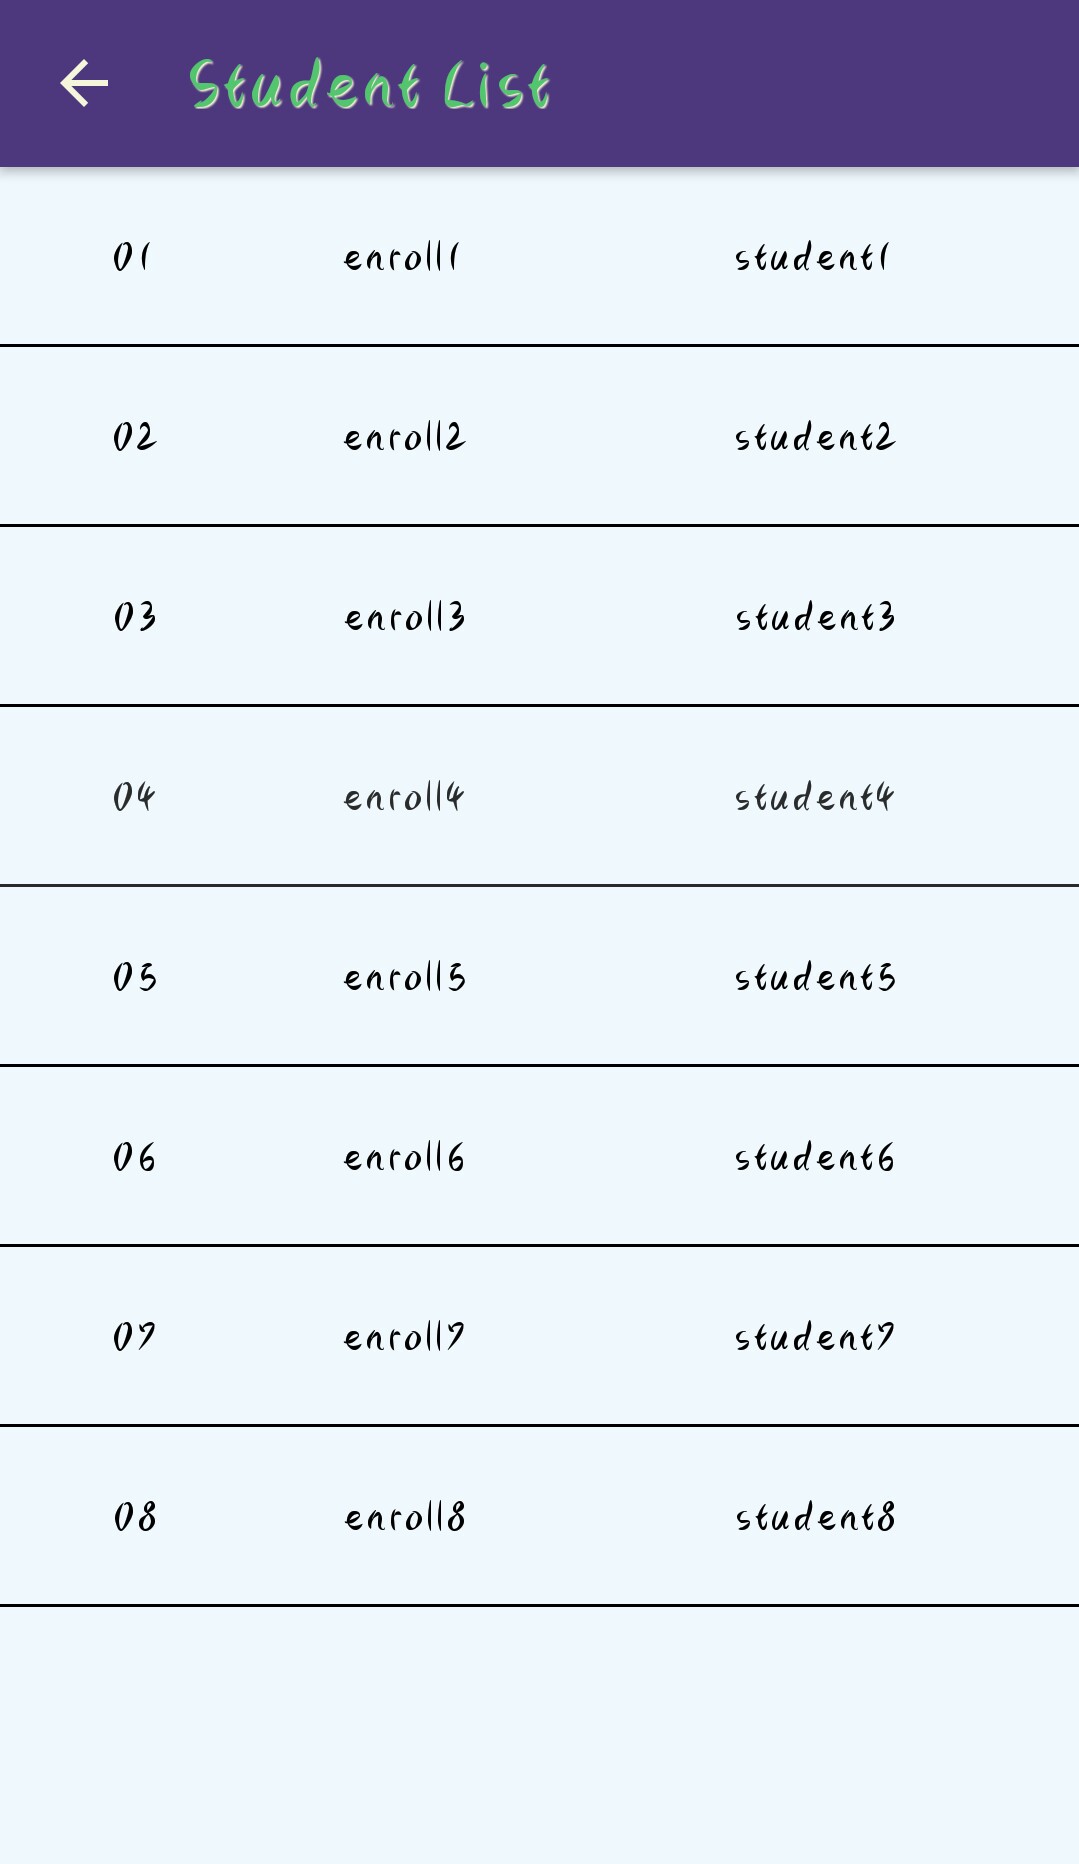 Student List
01 enroll1 student1
02 enroll2 student2
03 enroll3 student3
04 enroll4 student4
05 enroll5 student5
06 enroll6 student6
07 enroll7 student7
08 enroll8 student8